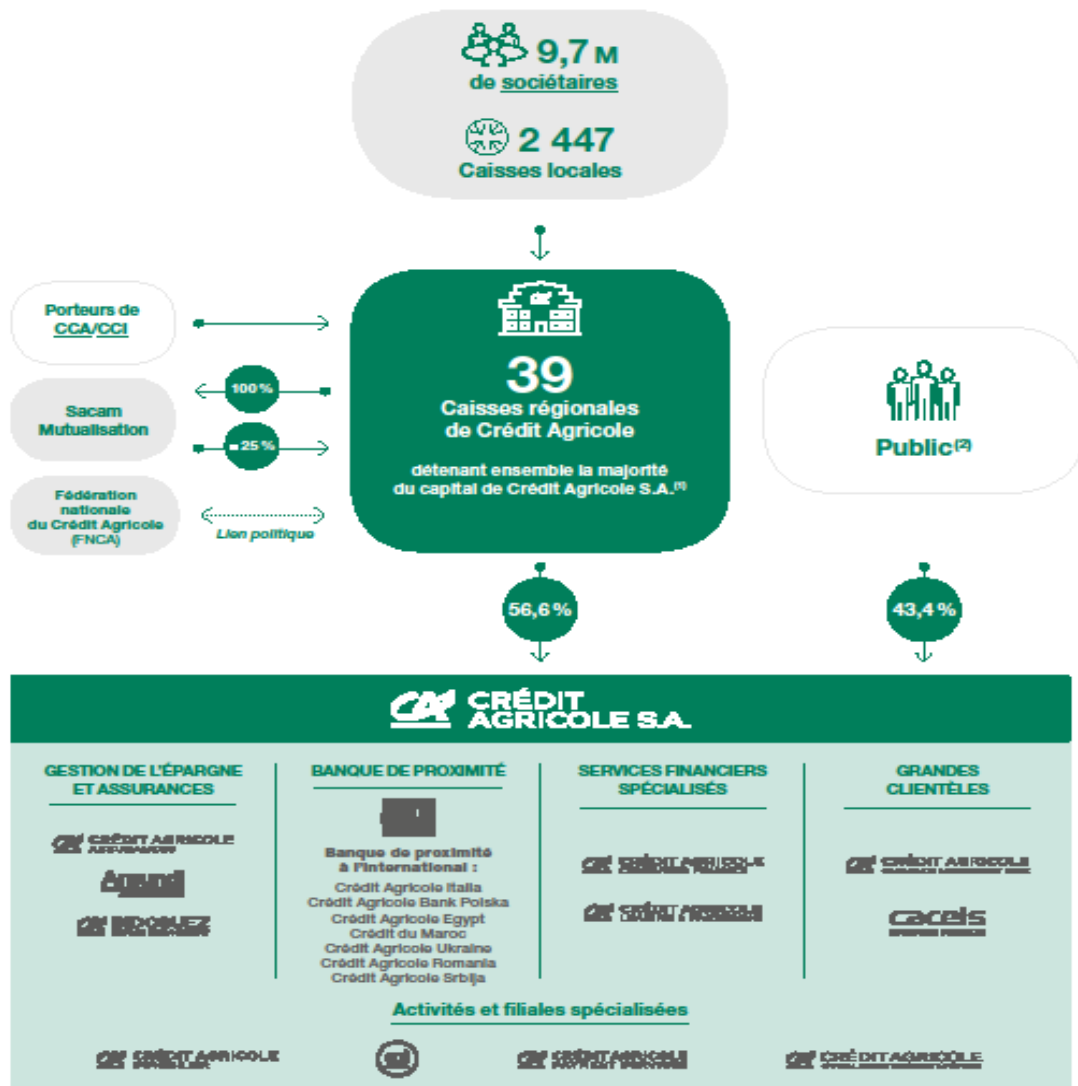 9,7 M
de sociétaires
2 447
Caisses locales
Porteurs de
CCA/CCI
100 %
Sacam
Mutualisation
≈ 25 %
Fédération
nationale
du Crédit Agricole
(FNCA)
Lien politique
39
Caisses régionales
de Crédit Agricole
détenant ensemble la majorité
du capital de Crédit Agricole S.A.(1)
Public(2)
56,6 %
43,4 %
CRÉDIT
AGRICOLE S.A.
GESTION DE L'ÉPARGNE
ET ASSURANCES
CRÉDIT AGRICOLE
ASSURANCES
Amundi
INDOSUEZ
BANQUE DE PROXIMITÉ
Banque de proximité
à l'international :
Crédit Agricole Italia
Crédit Agricole Bank Polska
Crédit Agricole Egypt
Crédit du Maroc
Crédit Agricole Ukraine
Crédit Agricole Romania
Crédit Agricole Srbija
SERVICES FINANCIERS
SPÉCIALISÉS
CRÉDIT AGRICOLE
CRÉDIT AGRICOLE
GRANDES
CLIENTÈLES
CRÉDIT AGRICOLE
caceis
Activités et filiales spécialisées
CRÉDIT AGRICOLE
CRÉDIT AGRICOLE
PAYMENT SERVICES
CRÉDIT AGRICOLE